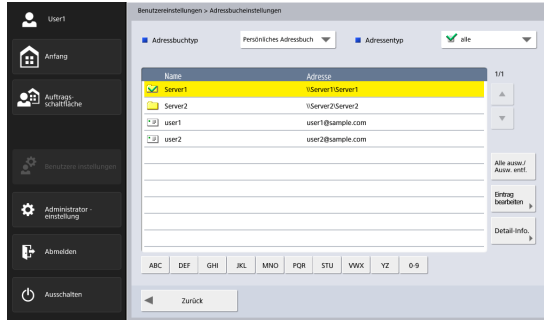 User1
Benutzereinstellungen > Adressbucheinstellungen
Adressbuchtyp
Persönliches Adressbuch
Adressentyp
alle
Anfang
Auftrags-
schaltfläche
Benutzere instellungen
Administrator -
einstellung
Abmelden
Ausschalten
Name Adresse
Server1 \\Server1\Server1
Server2 \\Server2\Server2
user1 user1@sample.com
user2 user2@sample.com
1/1
Alle ausw./
Ausw. entf.
Eintrag
bearbeiten
Detail-Info.
ABC DEF GHI JKL MNO PQR STU VWX YZ 0-9
Zurück